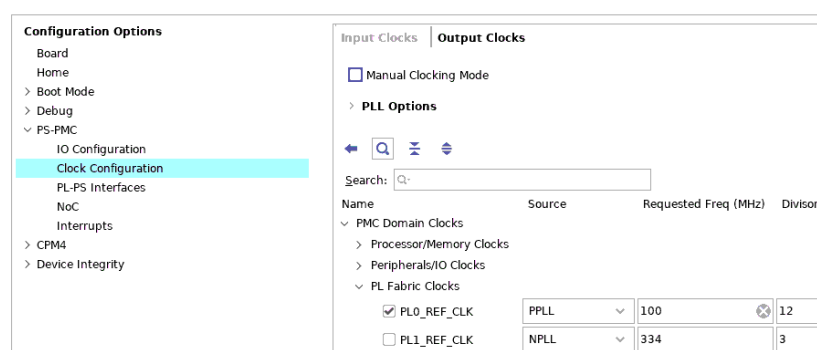 Configuration Options
Board
Home
Boot Mode
Debug
PS-PMC
IO Configuration
Clock Configuration
PL-PS Interfaces
NoC
Interrupts
CPM4
Device Integrity
Input Clocks Output Clocks
Manual Clocking Mode
PLL Options
Search:
Name Source Requested Freq (MHz) Divisor
PMC Domain Clocks
Processor/Memory Clocks
Peripherals/IO Clocks
PL Fabric Clocks
PL0_REF_CLK PPLL 100 12
PL1_REF_CLK NPLL 334 3